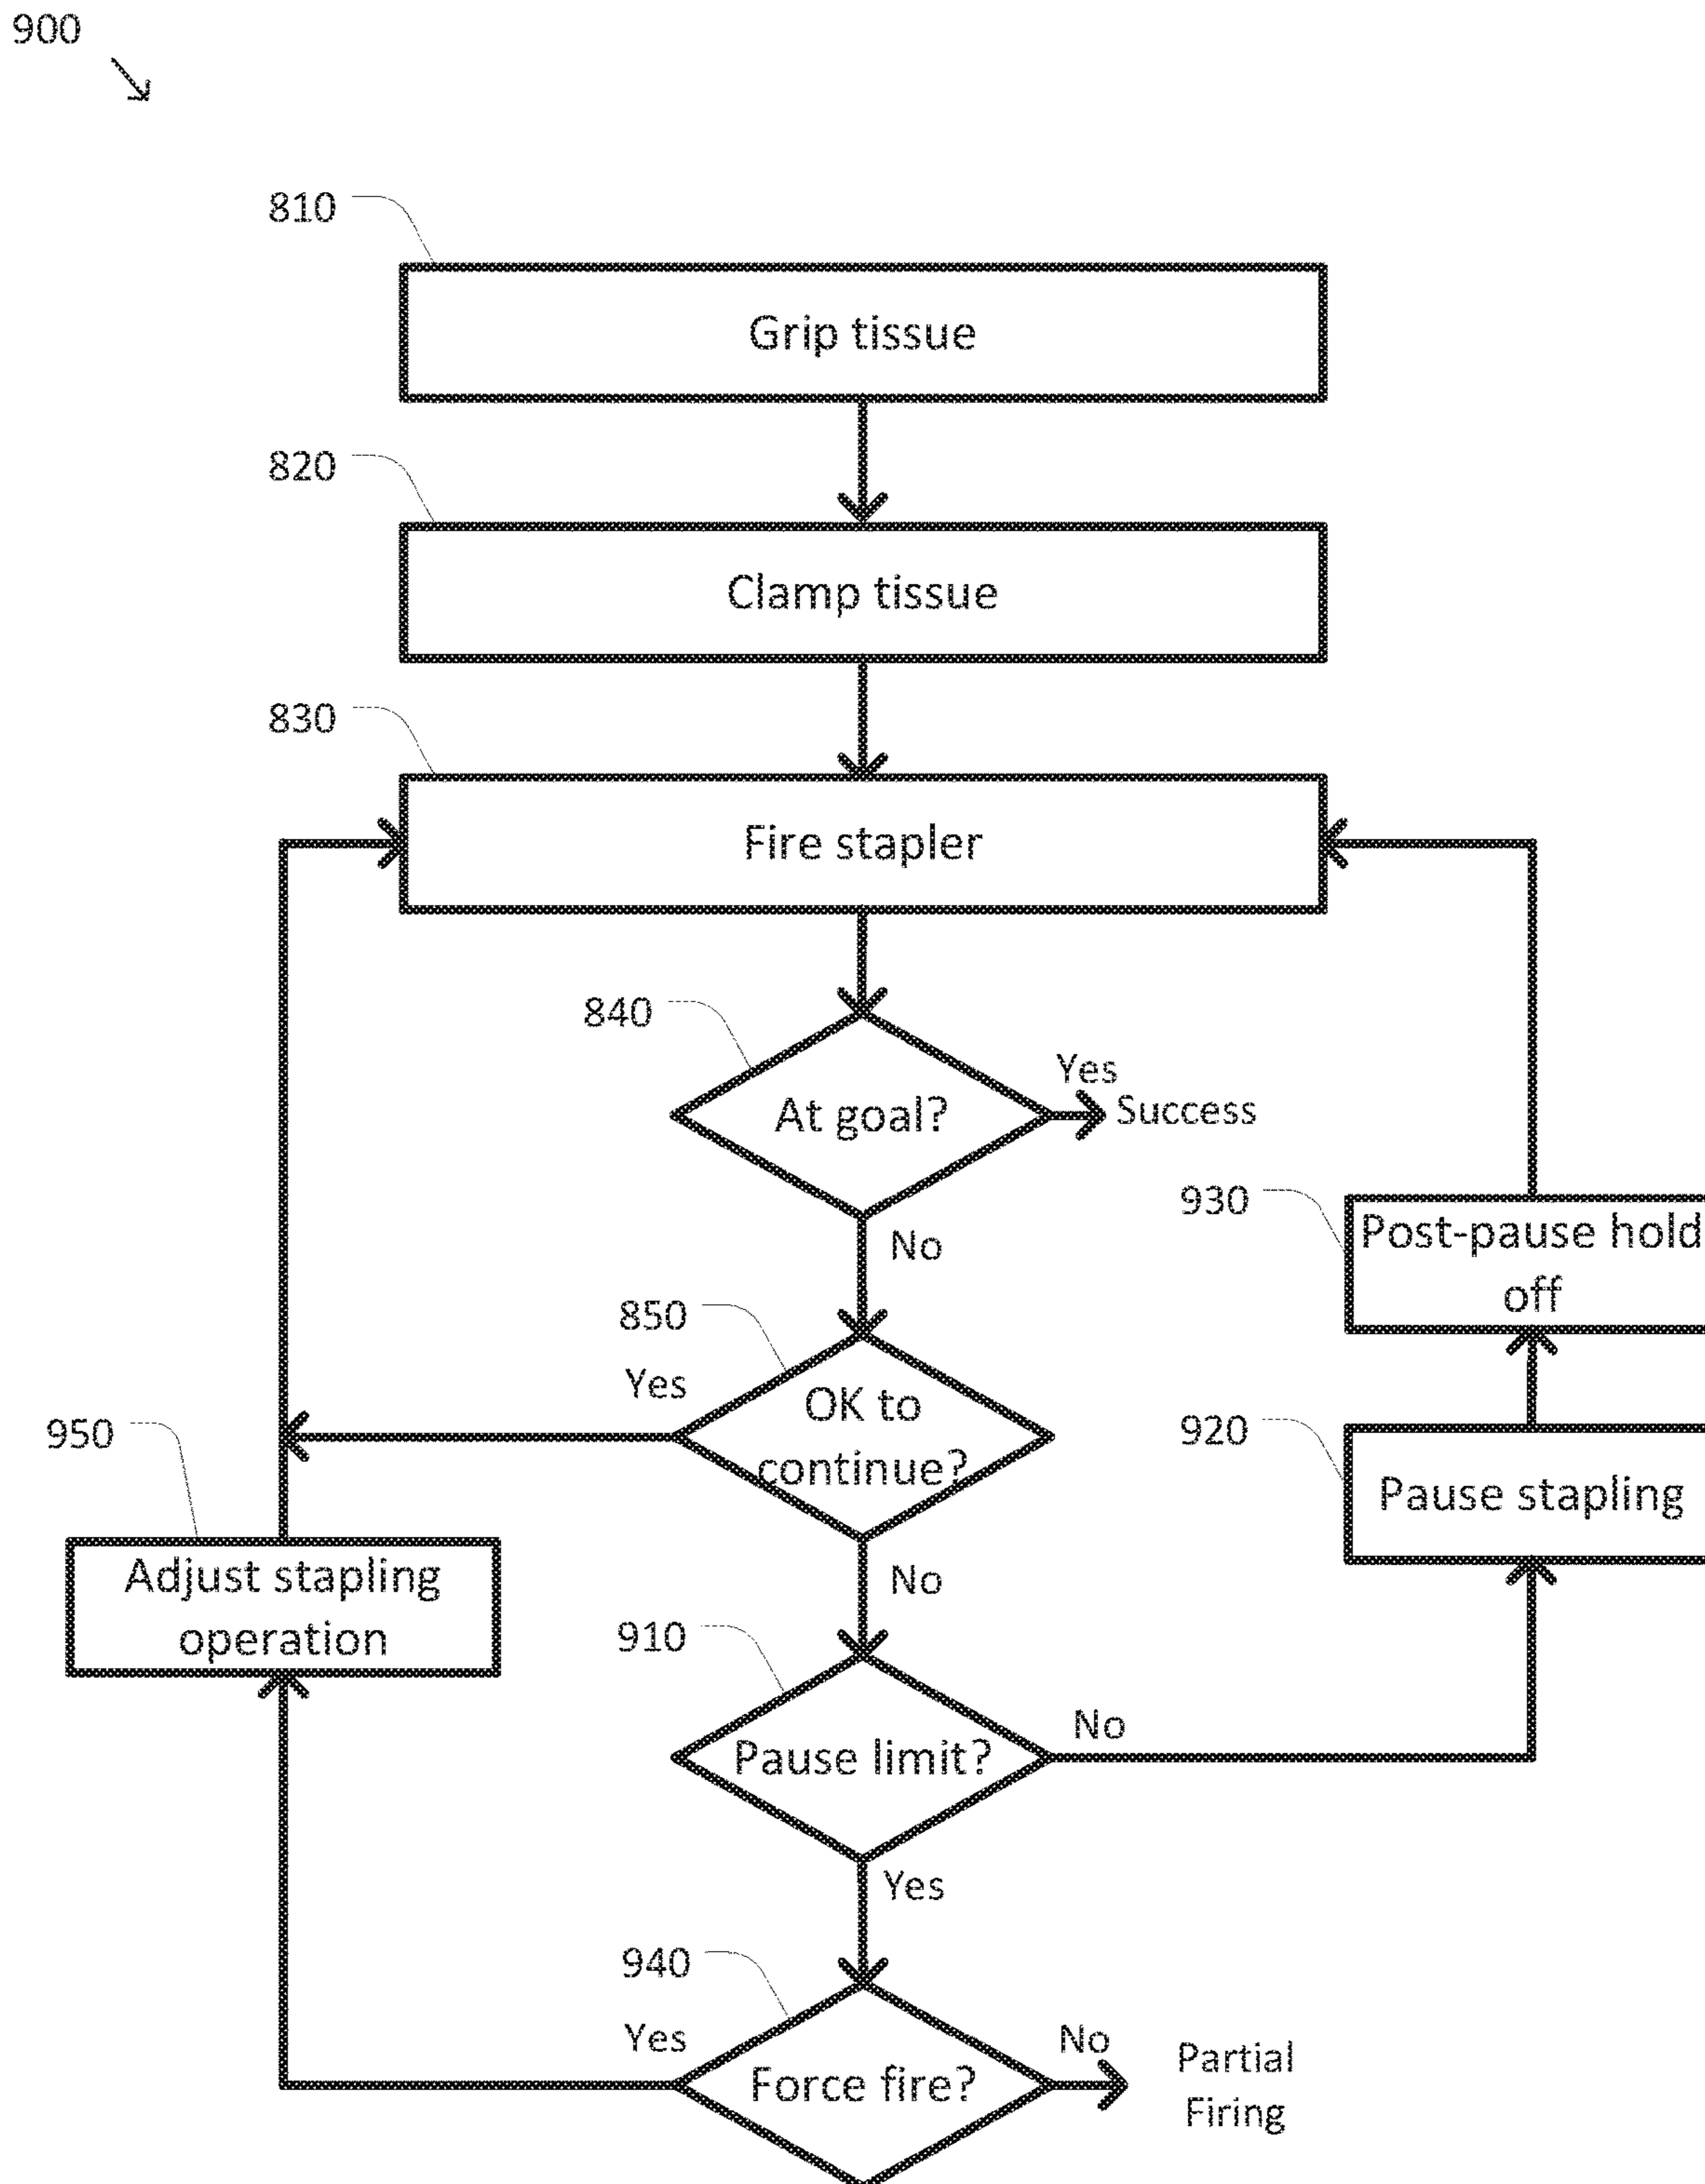 900
810
Grip tissue
820
Clamp tissue
830
Fire stapler
840
At goal?
Yes
Success
No
930
Post-pause hold
off
850
Yes
OK to
continue?
920
Pause stapling
950
Adjust stapling
operation
No
910
Pause limit?
No
Yes
940
Yes
Force fire?
No
Partial
Firing